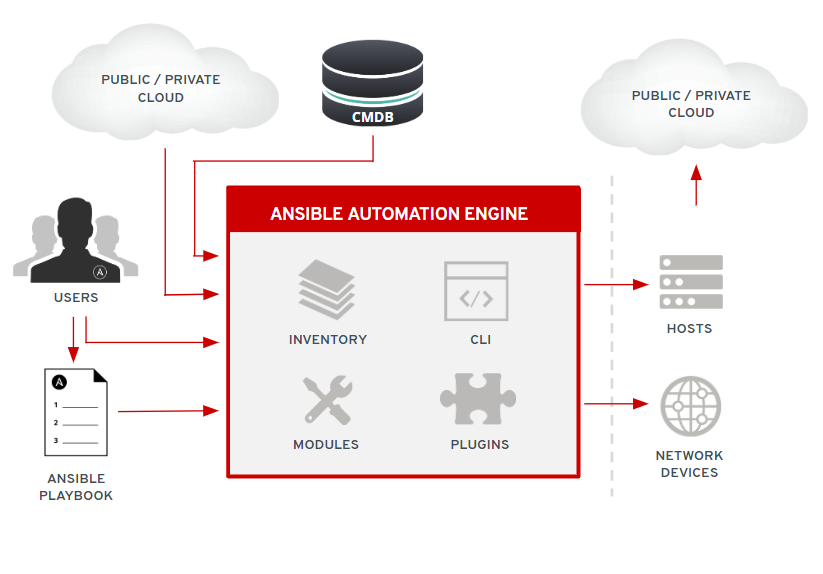 PUBLIC / PRIVATE
CLOUD
CMDB
PUBLIC / PRIVATE
CLOUD
ANSIBLE AUTOMATION ENGINE
A
USERS
INVENTORY
CLI
</>
HOSTS
A
1
2
3
MODULES
PLUGINS
ANSIBLE
PLAYBOOK
NETWORK
DEVICES